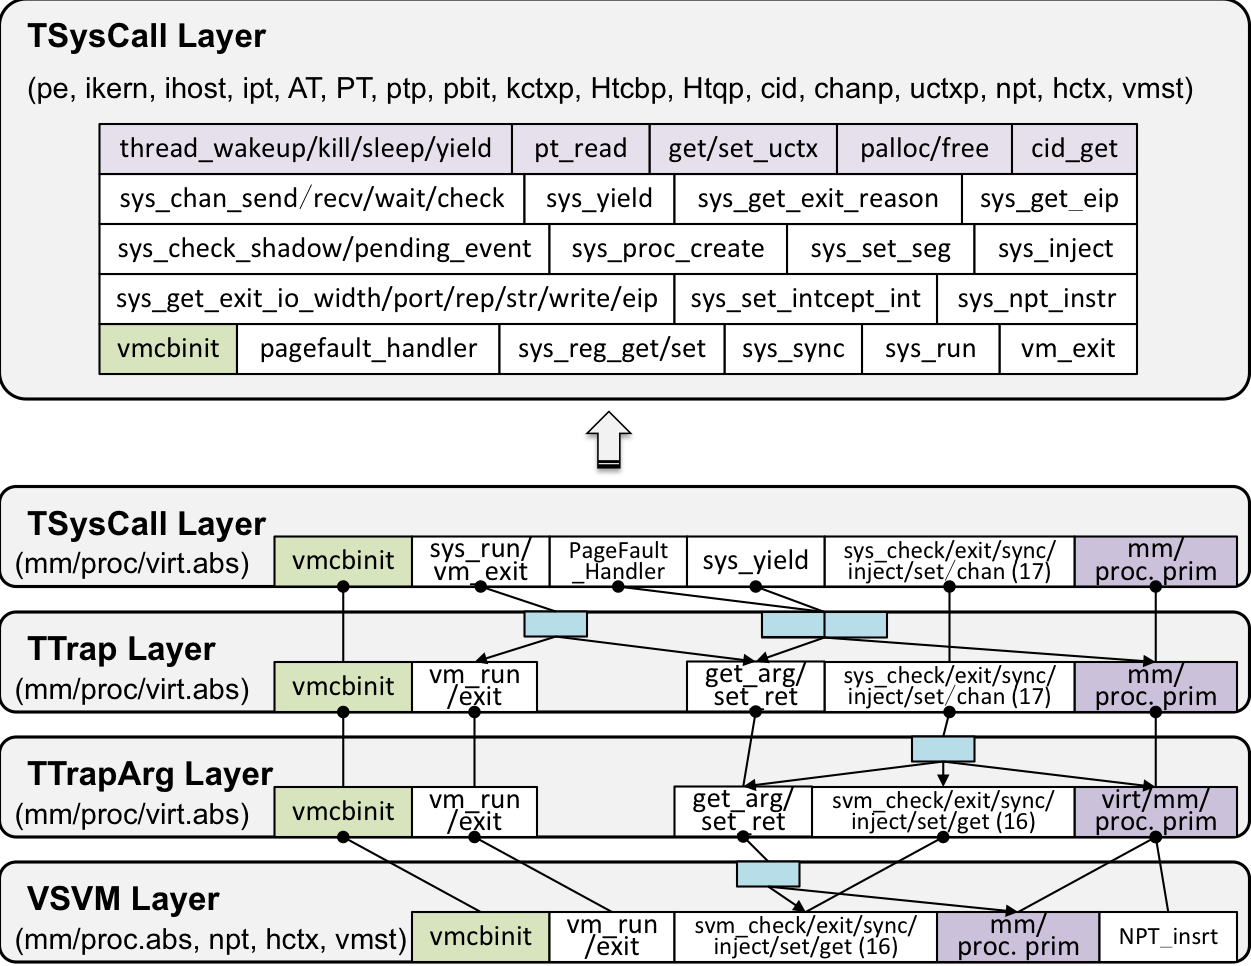 TSysCall Layer
(pe, ikern, ihost, ipt, AT, PT, ptp, pbit, kctxp, Htcbp, Htqp, cid, chanp, uctxp, npt, hctx, vmst)
thread_wakeup/kill/sleep/yield pt_read get/set_uctx palloc/free cid_get
sys_chan_send/recv/wait/check sys_yield sys_get_exit_reason sys_get_eip
sys_check_shadow/pending_event sys_proc_create sys_set_seg sys_inject
sys_get_exit_io_width/port/rep/str/write/eip sys_set_intcept_int sys_npt_instr
vmcbinit pagefault_handler sys_reg_get/set sys_sync sys_run vm_exit
TSysCall Layer
(mm/proc/virt.abs)
vmcbinit
sys_run/
vm_exit
PageFault
_Handler
sys_yield
sys_check/exit/sync/
inject/set/chan (17)
mm/
proc. prim
TTrap Layer
(mm/proc/virt.abs)
vmcbinit
vm_run
/exit
get_arg/
set_ret
sys_check/exit/sync/
inject/set/chan (17)
mm/
proc. prim
TTrapArg Layer
(mm/proc/virt.abs)
vmcbinit
vm_run
/exit
get_arg/
set_ret
svm_check/exit/sync/
inject/set/get (16)
virt/mm/
proc. prim
VSVM Layer
(mm/proc.abs, npt, hctx, vmst)
vmcbinit
vm_run
/exit
svm_check/exit/sync/
inject/set/get (16)
mm/
proc. prim
NPT_insrt